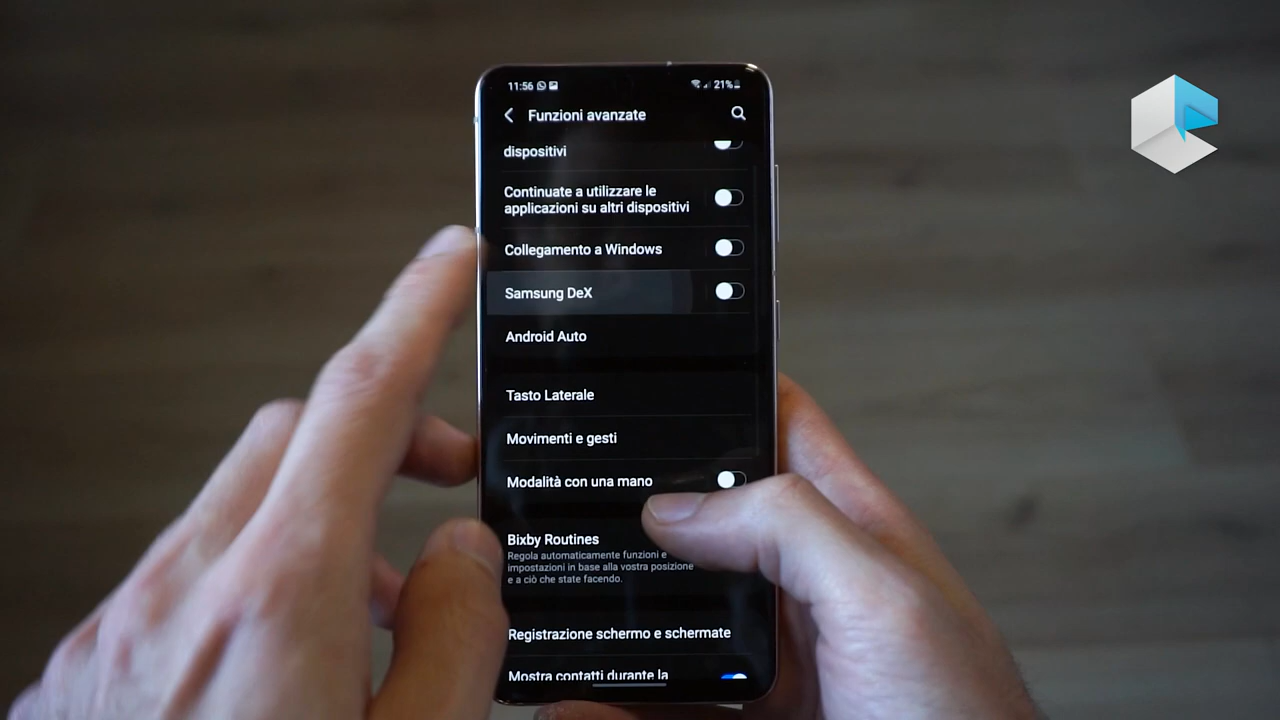 11:56
21%
Funzioni avanzate
dispositivi
Continuate a utilizzare le
applicazioni su altri dispositivi
Collegamento a Windows
Samsung DeX
Android Auto
Tasto Laterale
Movimenti e gesti
Modalità con una mano
Bixby Routines
Regola automaticamente funzioni e
impostazioni in base alla vostra posizione
e a ciò che state facendo.
Registrazione schermo e schermate
Mostra contatti durante la